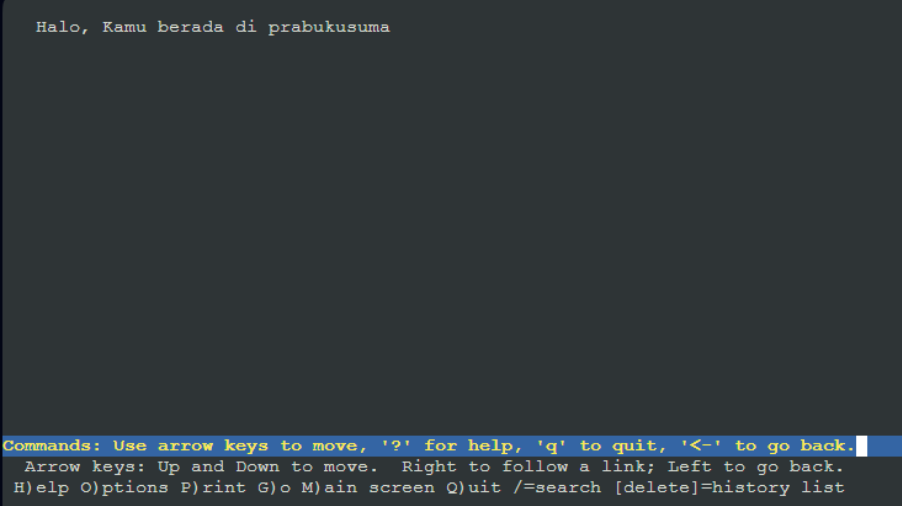 Halo, Kamu berada di prabukusuma
Commands: Use arrow keys to move, '?' for help, 'q' to quit, '<-' to go back.
Arrow keys: Up and Down to move.  Right to follow a link; Left to go back.
H)elp O)ptions P)rint G)o M)ain screen Q)uit /=search [delete]=history list